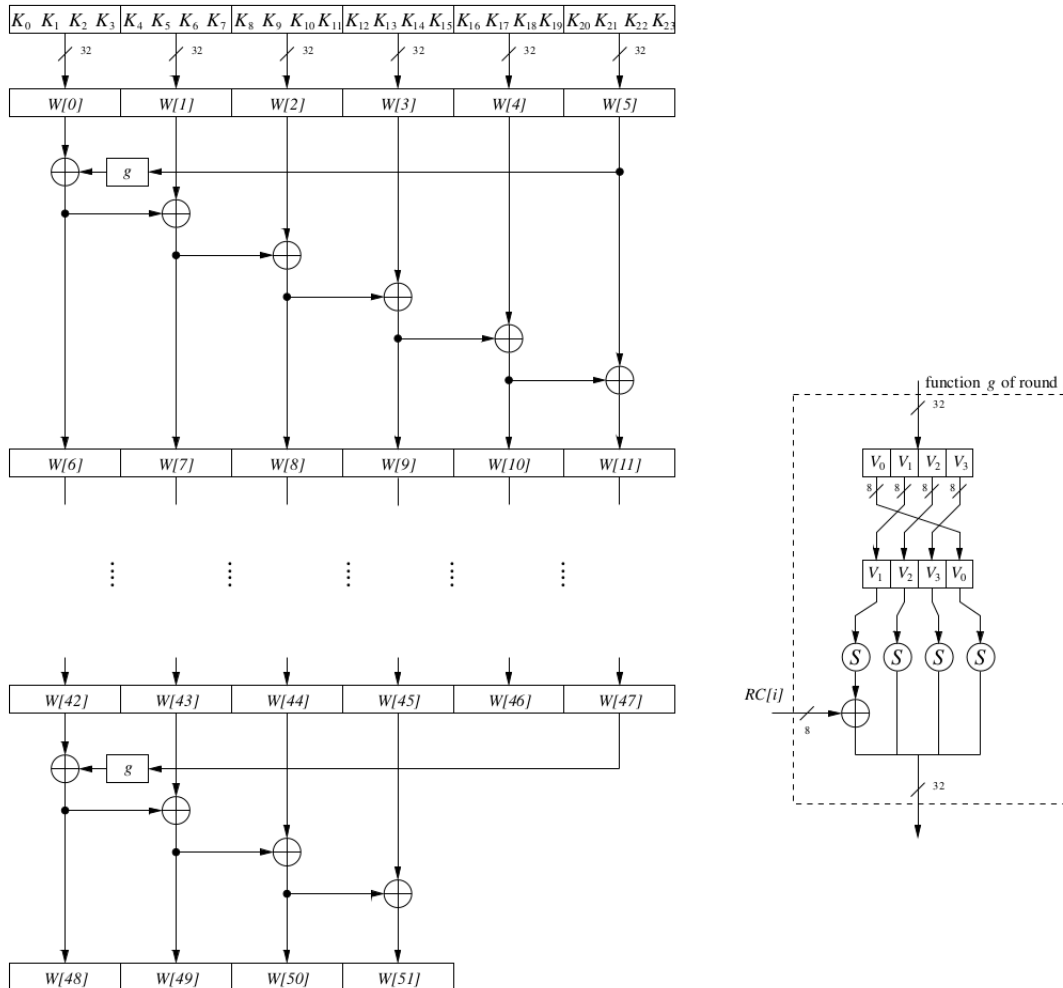 K0 K1 K2 K3 K4 K5 K6 K7 K8 K9 K10 K11 K12 K13 K14 K15 K16 K17 K18 K19 K20 K21 K22 K23
32 32 32 32 32 32
W[0] W[1] W[2] W[3] W[4] W[5]
g
W[6] W[7] W[8] W[9] W[10] W[11]
W[42] W[43] W[44] W[45] W[46] W[47]
g
W[48] W[49] W[50] W[51]
function g of round
32
V0 V1 V2 V3
8 8 8 8
V1 V2 V3 V0
S S S S
RC[i]
8
32